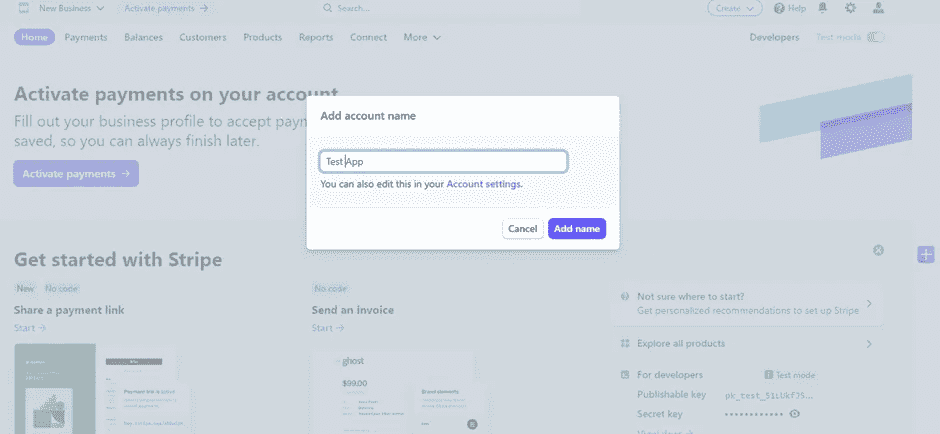 New Business
Activate payments →
Search...
Create
Help
Home
Payments
Balances
Customers
Products
Reports
Connect
More
Developers
Test mode
Activate payments on your account
Fill out your business profile to accept paym
saved, so you can always finish later.
Activate payments →
Add account name
Test App
You can also edit this in your Account settings.
Cancel
Add name
Get started with Stripe
New
No code
Share a payment link
Start →
No code
Send an invoice
Start →
ghost
$99.00
Not sure where to start?
Get personalized recommendations to set up Stripe
Explore all products
For developers
Test mode
Publishable key
Secret key